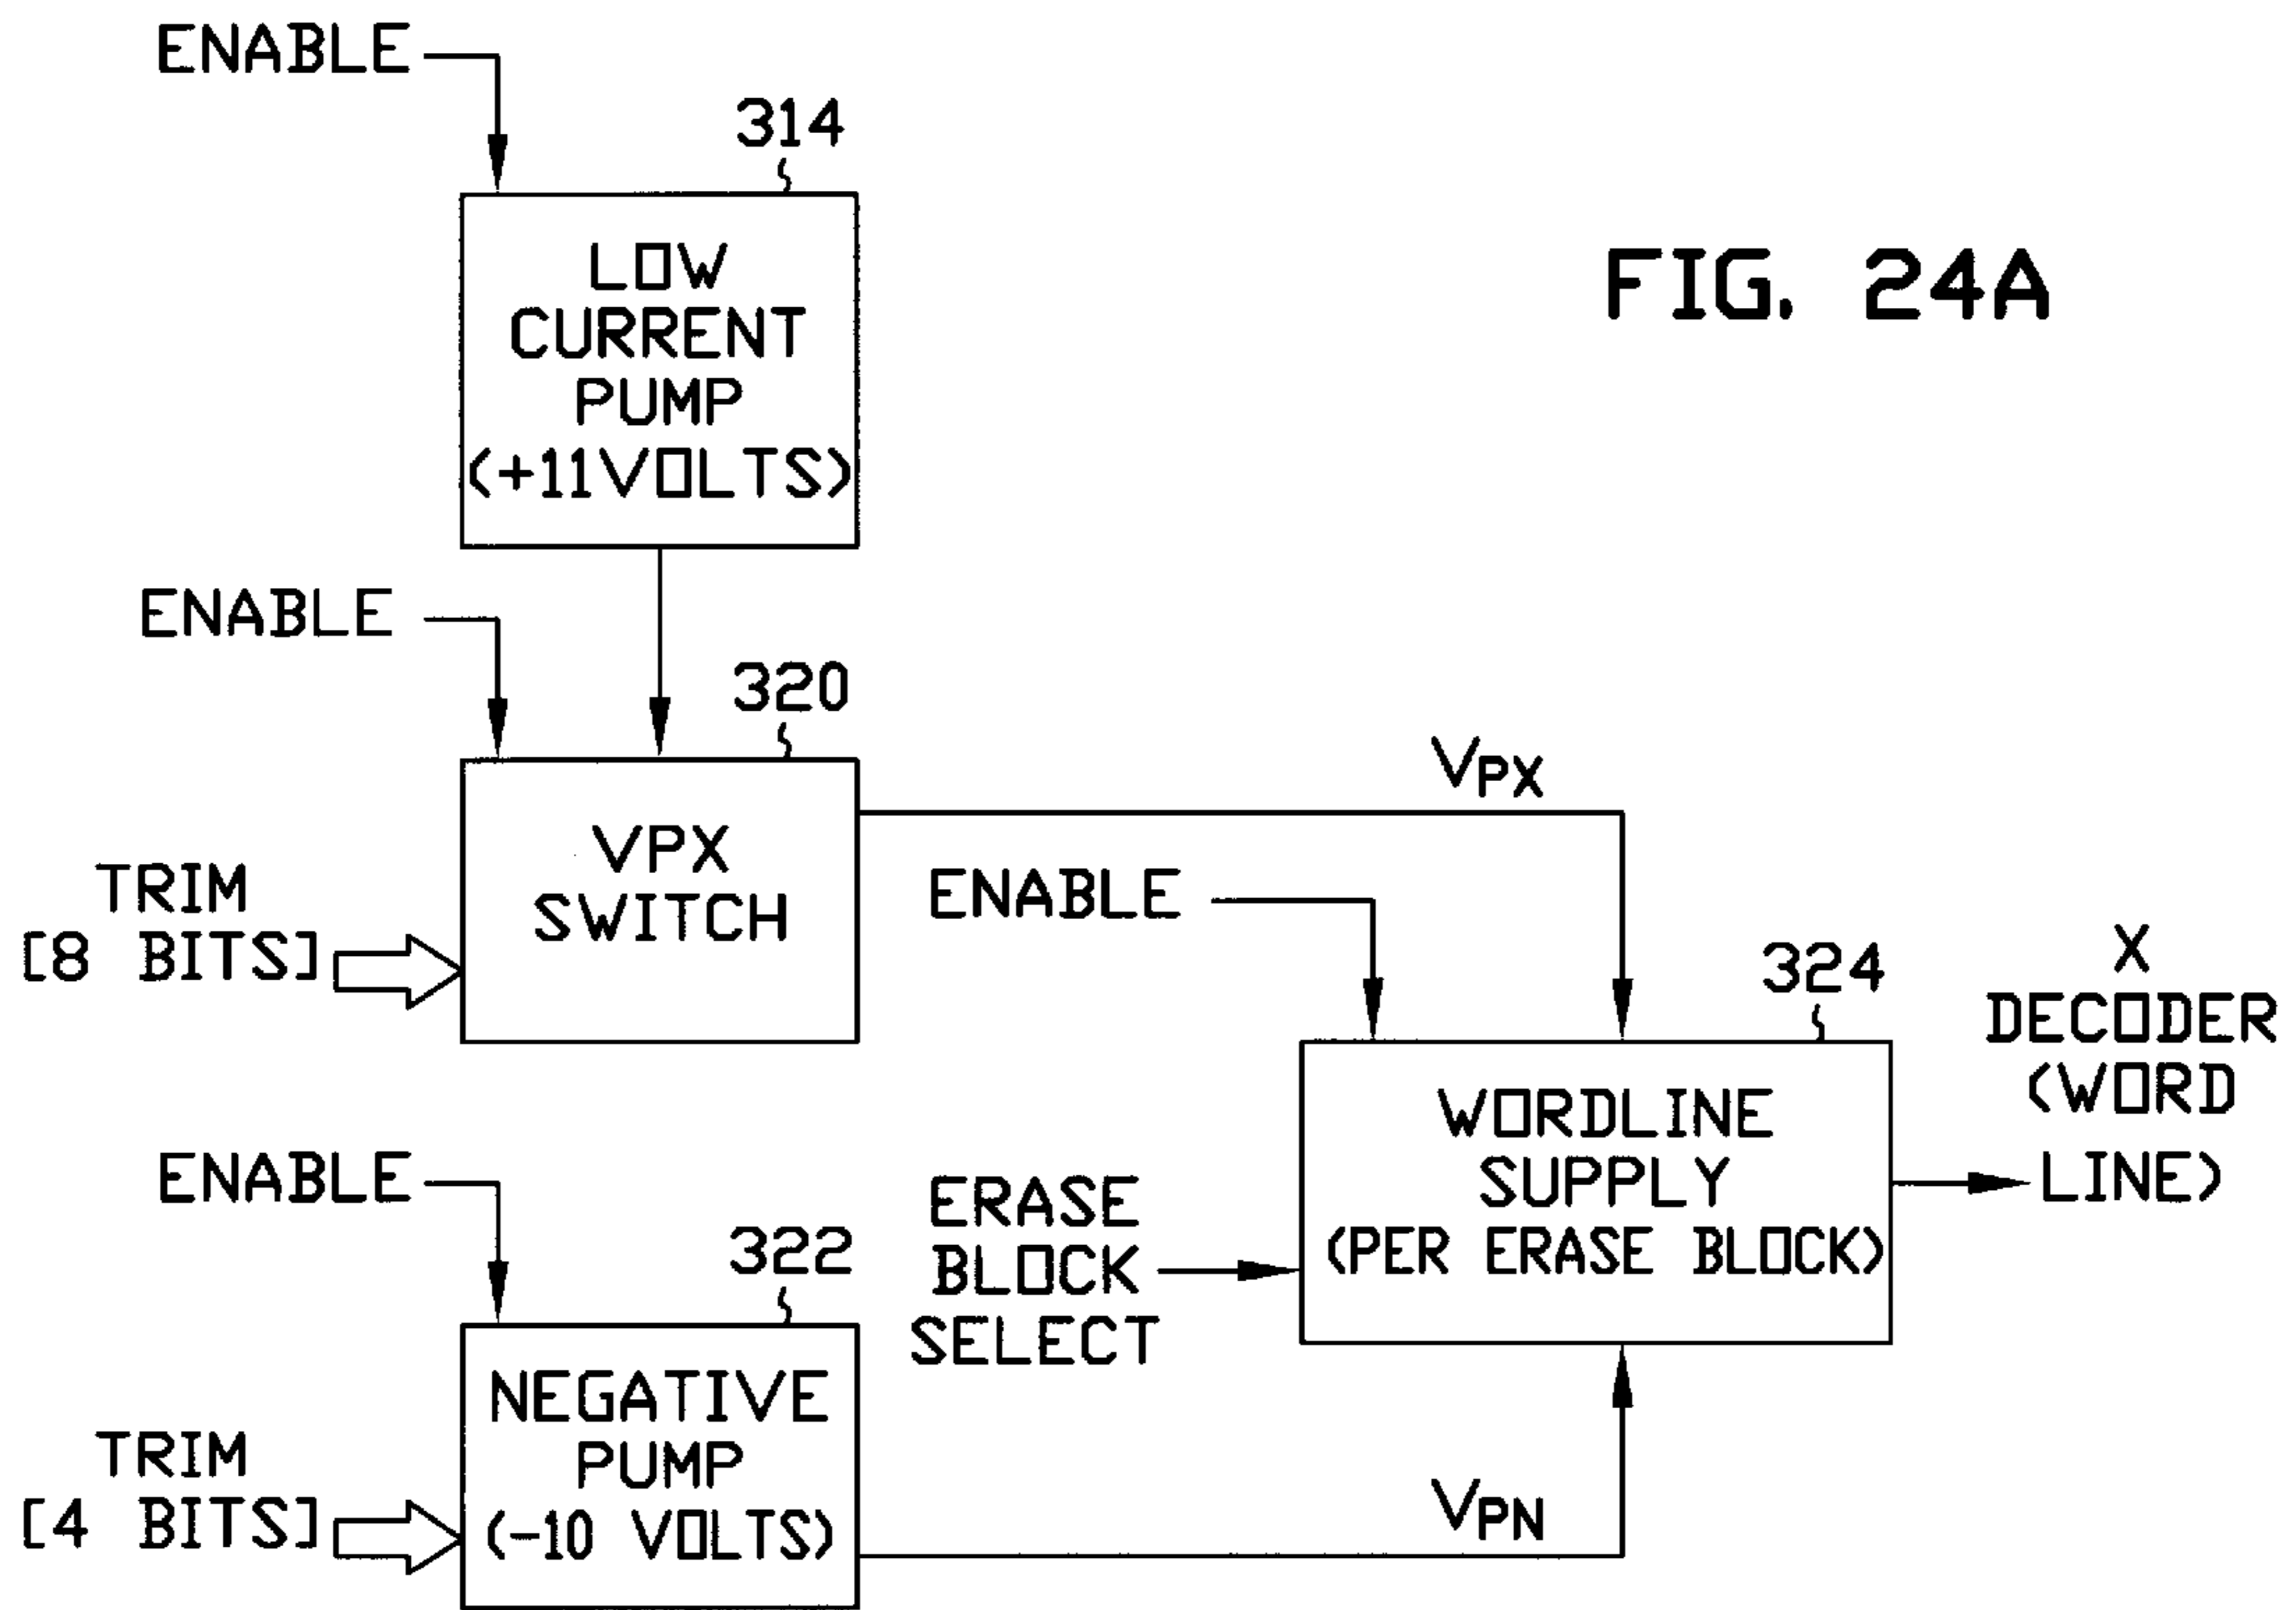 ENABLE
314
LOW
CURRENT
PUMP
(+11VOLTS)
FIG. 24A
ENABLE
320
VPX
SWITCH
TRIM
[8 BITS]
VPX
ENABLE
324
X
DECODER
(WORD
LINE)
WORDLINE
SUPPLY
(PER ERASE BLOCK)
ERASE
BLOCK
SELECT
ENABLE
322
NEGATIVE
PUMP
(-10 VOLTS)
TRIM
[4 BITS]
VPN